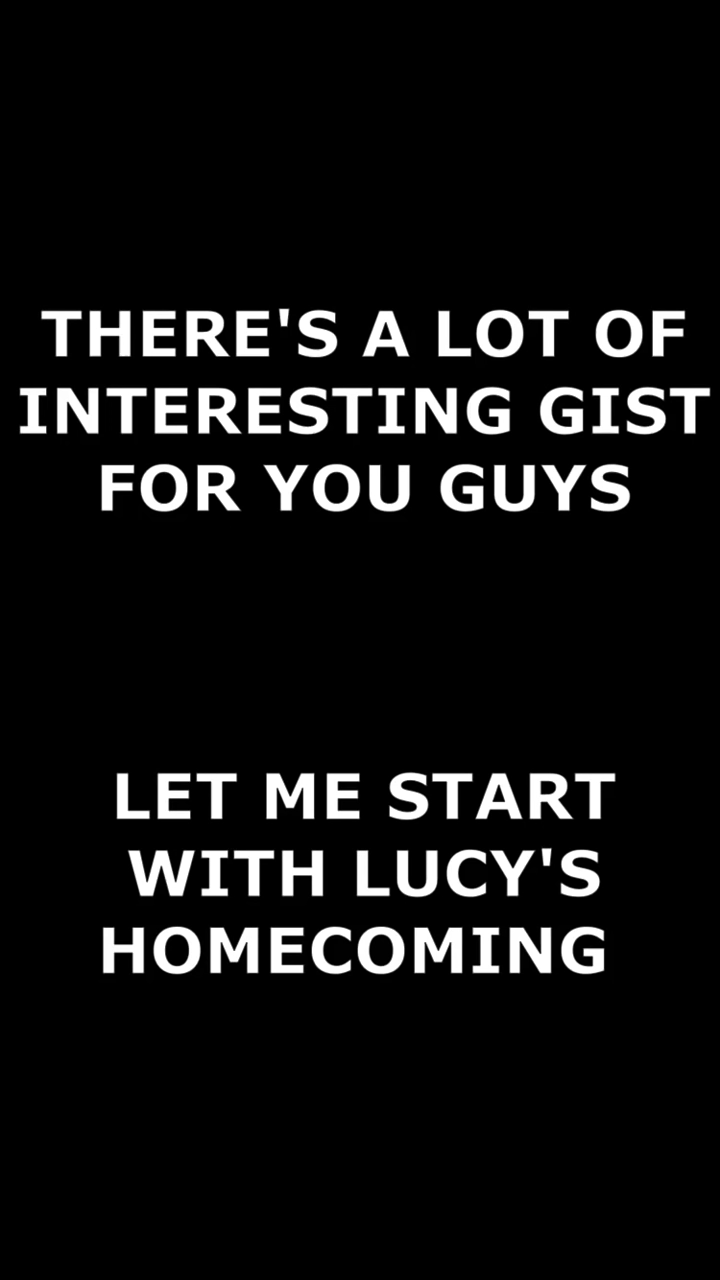 THERE'S A LOT OF
INTERESTING GIST
FOR YOU GUYS
LET ME START
WITH LUCY'S
HOMECOMING